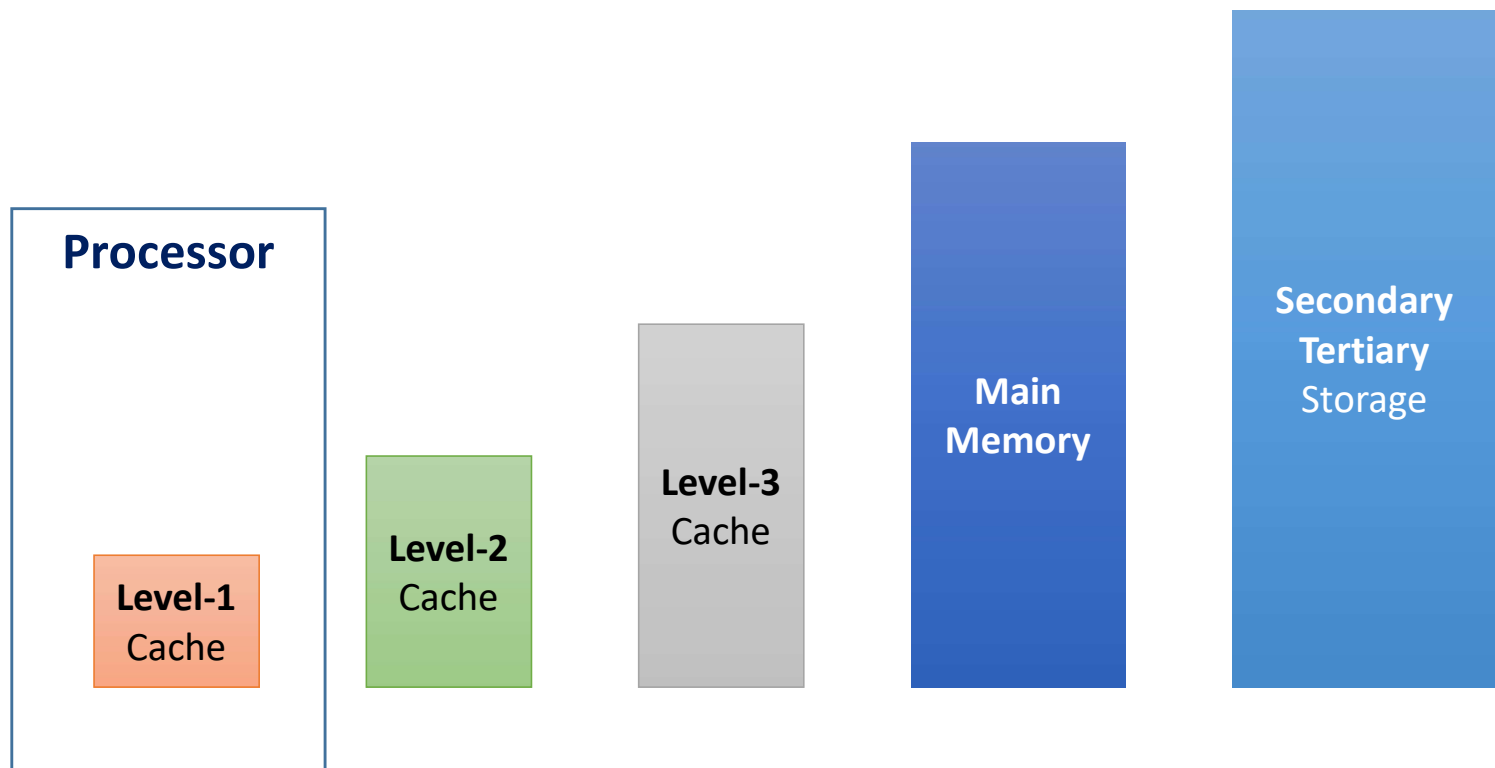 Processor
Level-1
Cache
Level-2
Cache
Level-3
Cache
Main
Memory
Secondary
Tertiary
Storage